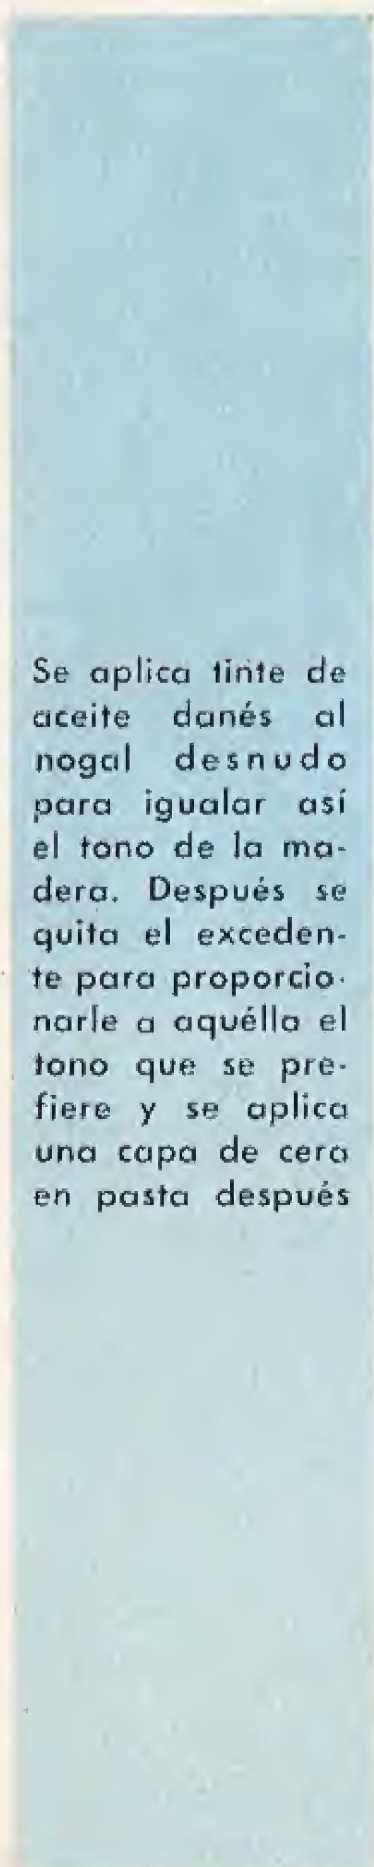 Se aplica tinte de
aceite danés al
nogal desnudo
para igualar así
el tono de la ma-
dera. Después se
quita el exceden-
te para proporcio-
narle a aquélla el
tono que se pre-
fiere y se aplica
una capa de cera
en pasta después